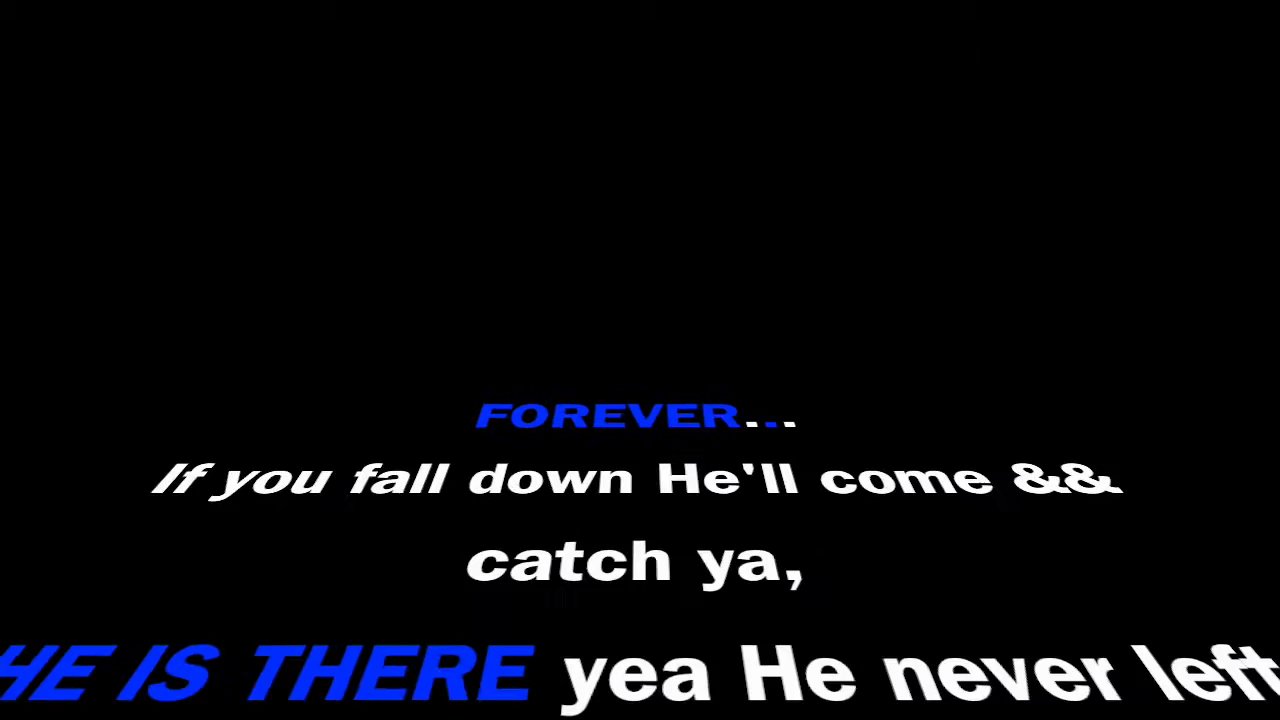 FOREVER...
If you fall down He'll come &&
catch ya,
HE IS THERE yea He never left